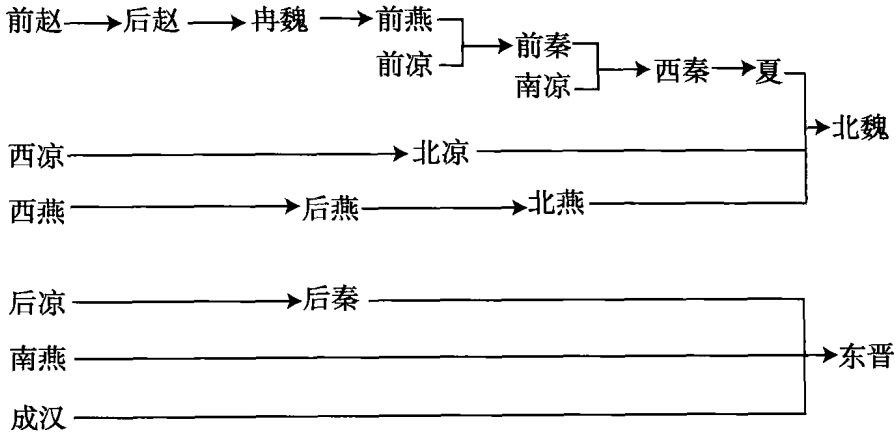 前赵 后赵 冉魏 前燕
前凉 前秦
南凉 西秦 夏
北魏
西凉 北凉
西燕 后燕 北燕
后凉 后秦
南燕 东晋
成汉